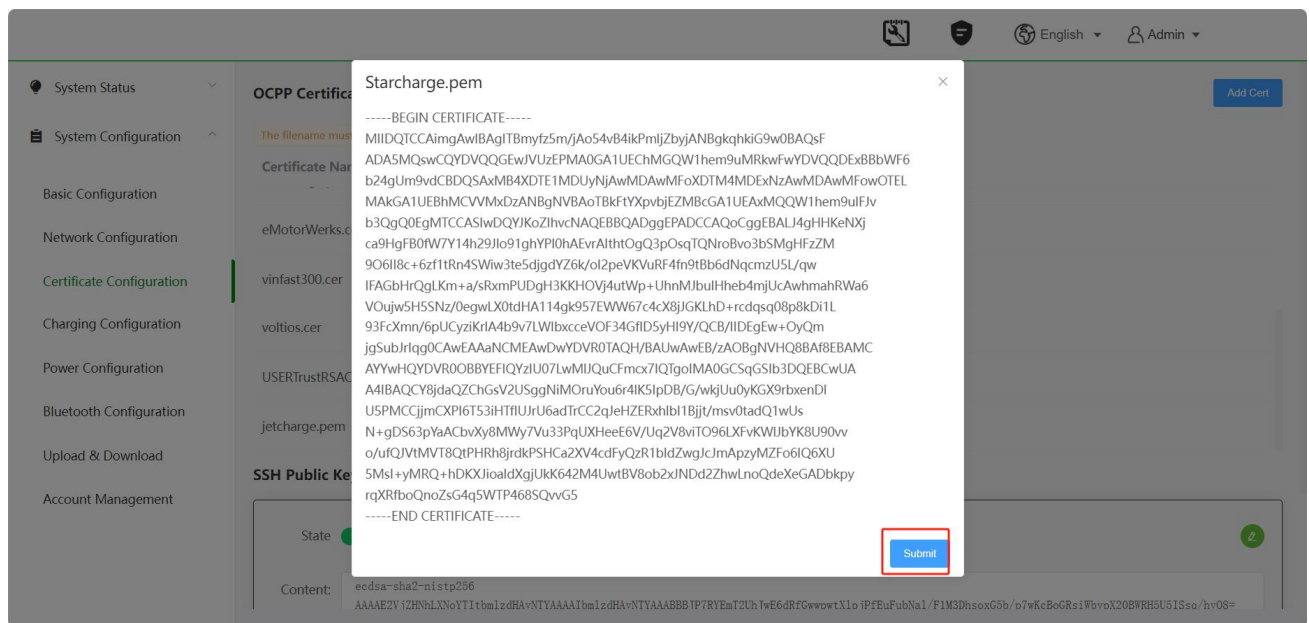 English
Admin
System Status
System Configuration
Basic Configuration
Network Configuration
Certificate Configuration
Charging Configuration
Power Configuration
Bluetooth Configuration
Upload & Download
Account Management
OCPP Certifica
Add Cert
The filename must
Certificate Nar
eMotorWerks.c
vinfast300.cer
voltios.cer
USERTrustRSAC
jetcharge.pem
SSH Public Ke
State
Content:
ecdsa-sha2-nistp256
Starcharge.pem
-----BEGIN CERTIFICATE-----
MIIDQTCCAimgAwIBAgITBmyfz5m/jAo54vB4ikPmljZbyjANBgkqhkiG9w0BAQsF
ADA5MQswCQYDVQQGEwJVUzEPMA0GA1UEChMGQW1hem9uMRkwFwYDVQQDExBBbWF6
b24gUm9vdCBDQSAxMB4XDTE1MDUyNjAwMDAwMFoXDTM4MDExNzAwMDAwMFowOTEL
MAkGA1UEBhMCVVMxDzANBgNVBAoTBkFtYXpvbjEZMBcGA1UEAxMQQW1hem9uIFJv
b3QgQ0EgMTCCASIwDQYJKoZIhvcNAQEBBQADggEPADCCAQoCggEBALJ4gHHKeNXj
ca9HgFB0fW7Y14h29Jlo91ghYPl0hAEvrAIthtOgQ3pOsqTQNroBvo3bSMgHFzZM
9O6II8c+6zf1tRn4SWiw3te5djgdYZ6k/oI2peVKVuRF4fn9tBb6dNqcmzU5L/qw
IFAGbHrQgLKm+a/sRxmPUDgH3KKHOVj4utWp+UhnMJbulHheb4mjUcAwhmahRWa6
VOujw5H5SNz/0egwLX0tdHA114gk957EWW67c4cX8jJGKLhD+rcdqsq08p8kDi1L
93FcXmn/6pUCyziKrlA4b9v7LWIbxcceVOF34GfID5yHI9Y/QCB/IIDEgEw+OyQm
jgSubJrIqg0CAwEAAaNCMEAwDwYDVR0TAQH/BAUwAwEB/zAOBgNVHQ8BAf8EBAMC
AYYwHQYDVR0OBBYEFIQYzIU07LwMlJQuCFmcx7IQTgoIMA0GCSqGSIb3DQEBCwUA
A4IBAQCY8jdaQZChGsV2USggNiMOruYou6r4lK5IpDB/G/wkjUu0yKGX9rbxenDI
U5PMCCjjmCXPI6T53iHTfIUJrU6adTrCC2qJeHZERxhlbI1Bjjt/msv0tadQ1wUs
N+gDS63pYaACbvXy8MWy7Vu33PqUXHeeE6V/Uq2V8viTO96LXFvKWlJbYK8U90vv
o/ufQJVtMVT8QtPHRh8jrdkPSHCa2XV4cdFyQzR1bldZwgJcJmApzyMZFo6IQ6XU
5MsI+yMRQ+hDKXJioaldXgjUkK642M4UwtBV8ob2xJNDd2ZhwLnoQdeXeGADbkpy
rqXRfboQnoZsG4q5WTP468SQvvG5
-----END CERTIFICATE-----
Submit